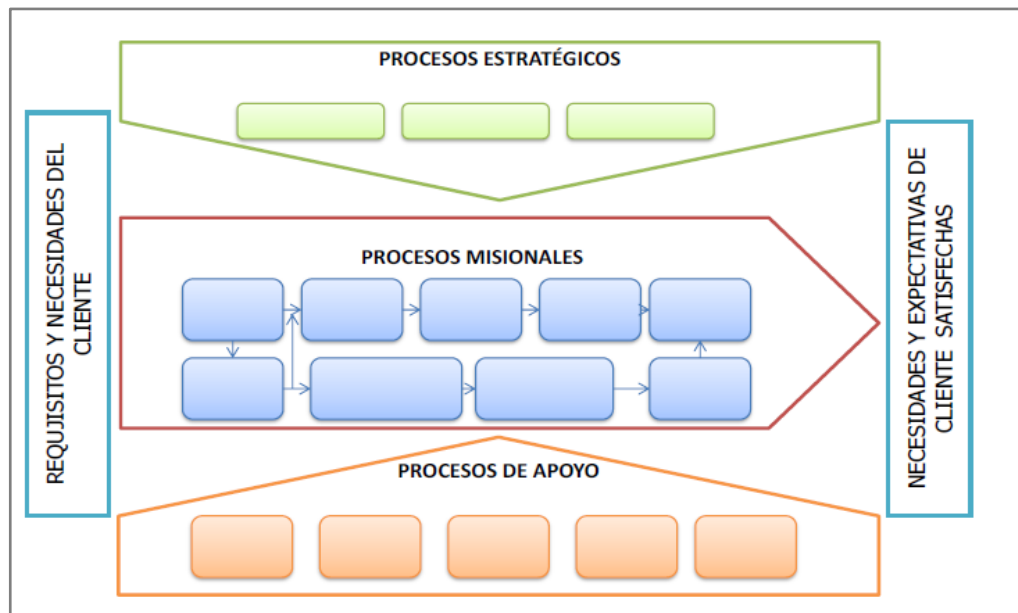 PROCESOS ESTRATÉGICOS
REQUISITOS Y NECESIDADES DEL
CLIENTE
PROCESOS MISIONALES
NECESIDADES Y EXPECTATIVAS DE
CLIENTE SATISFECHAS
PROCESOS DE APOYO